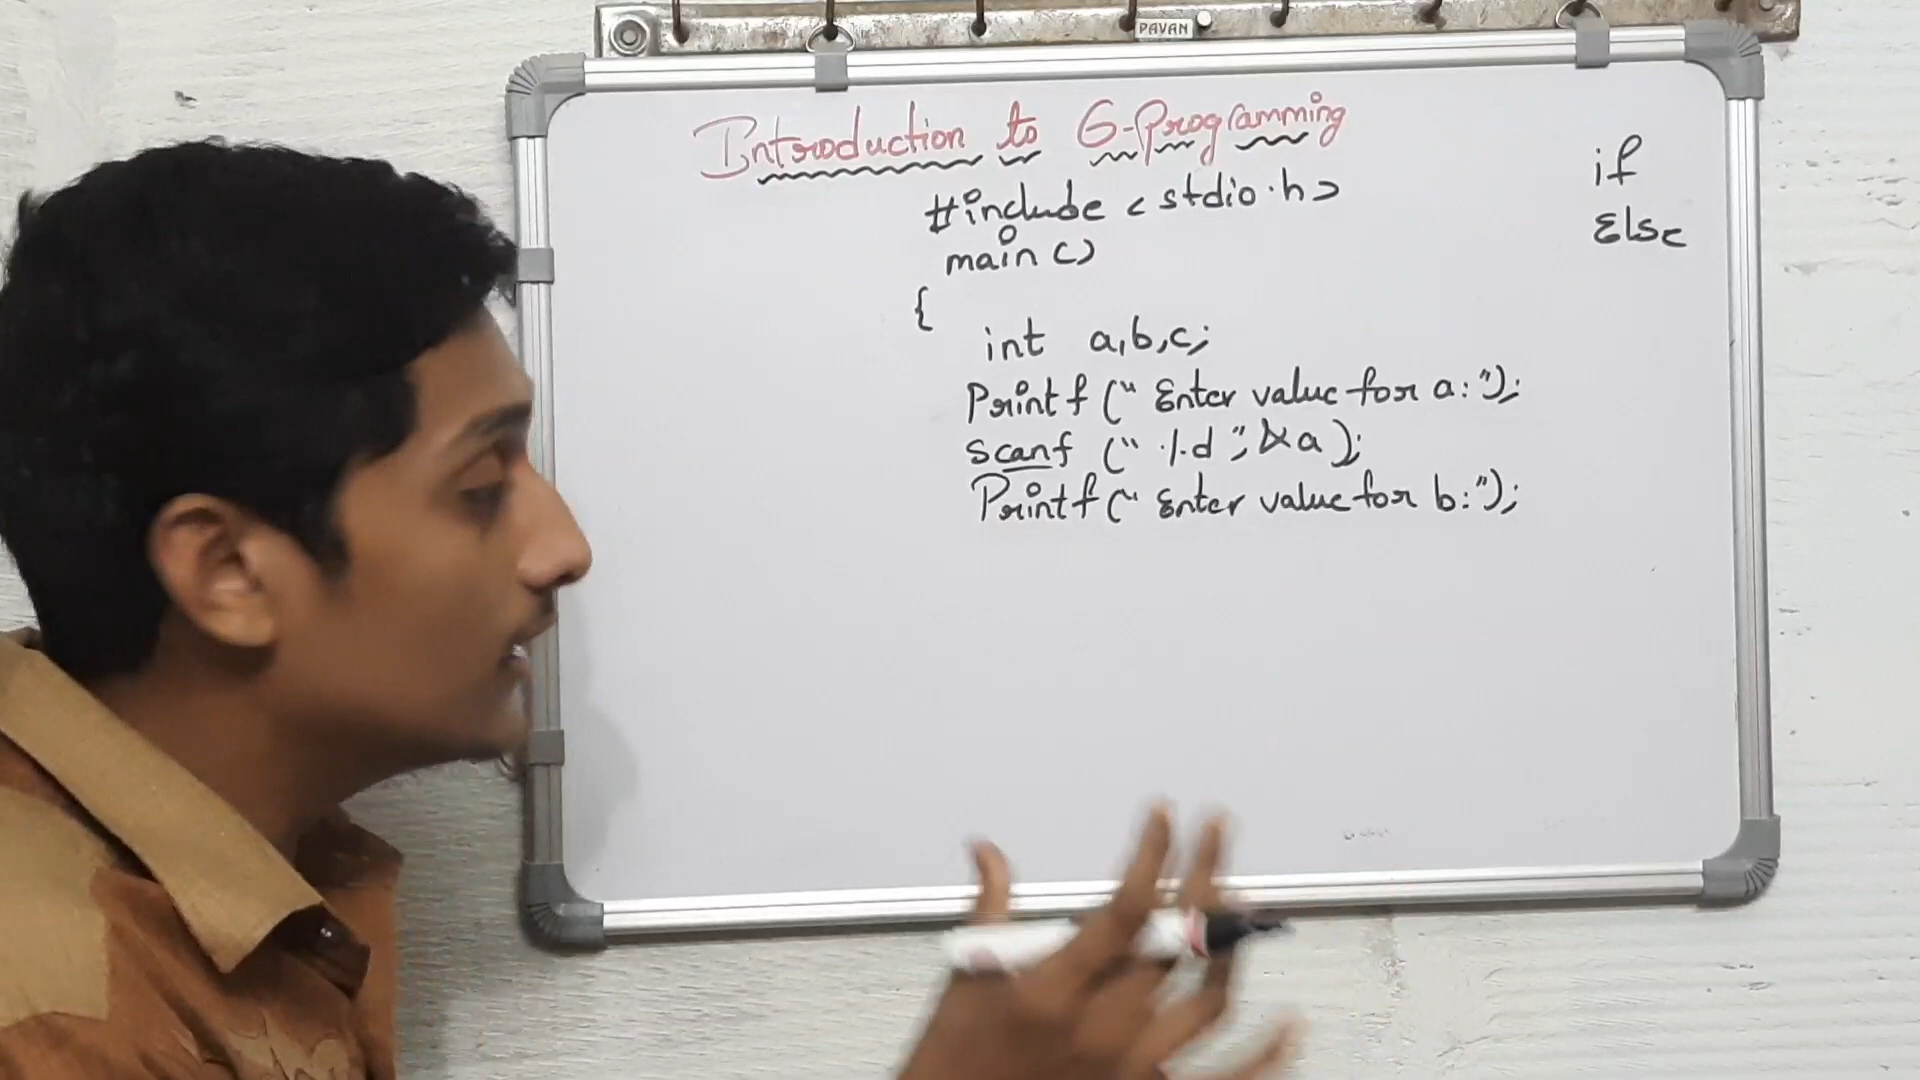 PAVAN
Introduction to C-Programming
#include <stdio.h>
main()
{
int a,b,c;
Printf (" Enter value for a: ");
scanf (" %d ", &a );
Printf (" Enter value for b: ");
if
Else